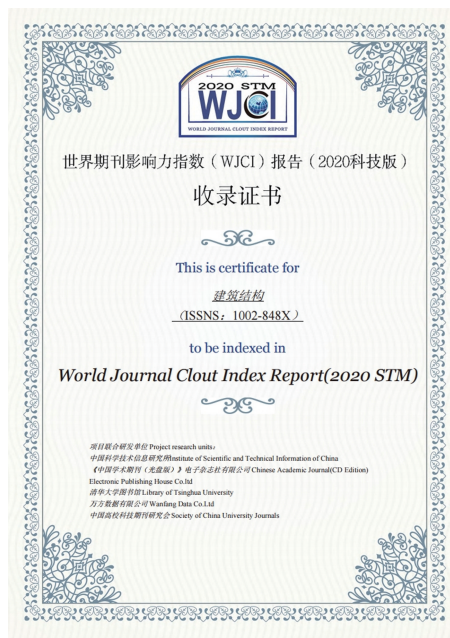 2020 STM
WJCI
WORLD JOURNAL CLOUT INDEX REPORT
世界期刊影响力指数（WJCI）报告（2020科技版）
收录证书
This is certificate for
建筑结构
（ISSNS：1002-848X）
to be indexed in
World Journal Clout Index Report(2020 STM)
项目联合研发单位 Project research units：
中国科学技术信息研究所Institute of Scientific and Technical Information of China
《中国学术期刊（光盘版）》电子杂志社有限公司 Chinese Academic Journal(CD Edition)
Electronic Publishing House Co.ltd
清华大学图书馆 Library of Tsinghua University
万方数据有限公司 Wanfang Data Co.Ltd
中国高校科技期刊研究会 Society of China University Journals